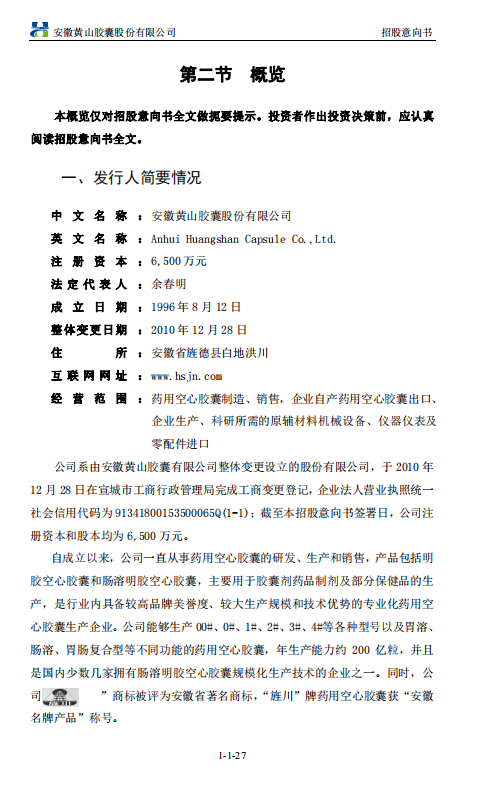 安徽黄山胶囊股份有限公司 招股意向书
第二节 概览
本概览仅对招股意向书全文做扼要提示。投资者作出投资决策前，应认真
阅读招股意向书全文。
一、发行人简要情况
中文名称：安徽黄山胶囊股份有限公司
英文名称：Anhui Huangshan Capsule Co.,Ltd.
注册资本：6,500万元
法定代表人：余春明
成立日期：1996年8月12日
整体变更日期：2010年12月28日
住所：安徽省旌德县白地洪川
互联网网址：www.hsjn.com
经营范围：药用空心胶囊制造、销售，企业自产药用空心胶囊出口、
企业生产、科研所需的原辅材料机械设备、仪器仪表及
零配件进口
公司系由安徽黄山胶囊有限公司整体变更设立的股份有限公司，于 2010 年
12 月 28 日在宣城市工商行政管理局完成工商变更登记，企业法人营业执照统一
社会信用代码为 91341800153500065Q(1-1)；截至本招股意向书签署日，公司注
册资本和股本均为 6,500 万元。
自成立以来，公司一直从事药用空心胶囊的研发、生产和销售，产品包括明
胶空心胶囊和肠溶明胶空心胶囊，主要用于胶囊剂药品制剂及部分保健品的生
产，是行业内具备较高品牌美誉度、较大生产规模和技术优势的专业化药用空
心胶囊生产企业。公司能够生产 00#、0#、1#、2#、3#、4#等各种型号以及胃溶、
肠溶、胃肠复合型等不同功能的药用空心胶囊，年生产能力约 200 亿粒，并且
是国内少数几家拥有肠溶明胶空心胶囊规模化生产技术的企业之一。同时，公
司 ”商标被评为安徽省著名商标，“旌川”牌药用空心胶囊获“安徽
名牌产品”称号。
1-1-27